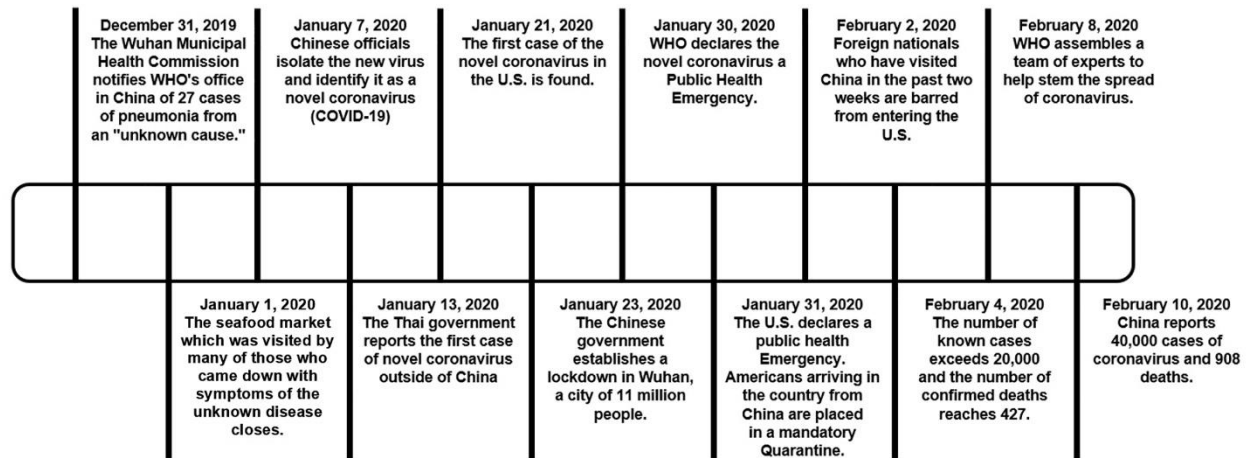 December 31, 2019
The Wuhan Municipal
Health Commission
notifies WHO's office
in China of 27 cases
of pneumonia from
an "unknown cause."
January 7, 2020
Chinese officials
isolate the new virus
and identify it as a
novel coronavirus
(COVID-19)
January 21, 2020
The first case of the
novel coronavirus in
the U.S. is found.
January 30, 2020
WHO declares the
novel coronavirus a
Public Health
Emergency.
February 2, 2020
Foreign nationals
who have visited
China in the past two
weeks are barred
from entering the
U.S.
February 8, 2020
WHO assembles a
team of experts to
help stem the spread
of coronavirus.
January 1, 2020
The seafood market
which was visited by
many of those who
came down with
symptoms of the
unknown disease
closes.
January 13, 2020
The Thai government
reports the first case
of novel coronavirus
outside of China
January 23, 2020
The Chinese
government
establishes a
lockdown in Wuhan,
a city of 11 million
people.
January 31, 2020
The U.S. declares a
public health
Emergency.
Americans arriving in
the country from
China are placed
in a mandatory
Quarantine.
February 4, 2020
The number of
known cases
exceeds 20,000
and the number of
confirmed deaths
reaches 427.
February 10, 2020
China reports
40,000 cases of
coronavirus and 908
deaths.